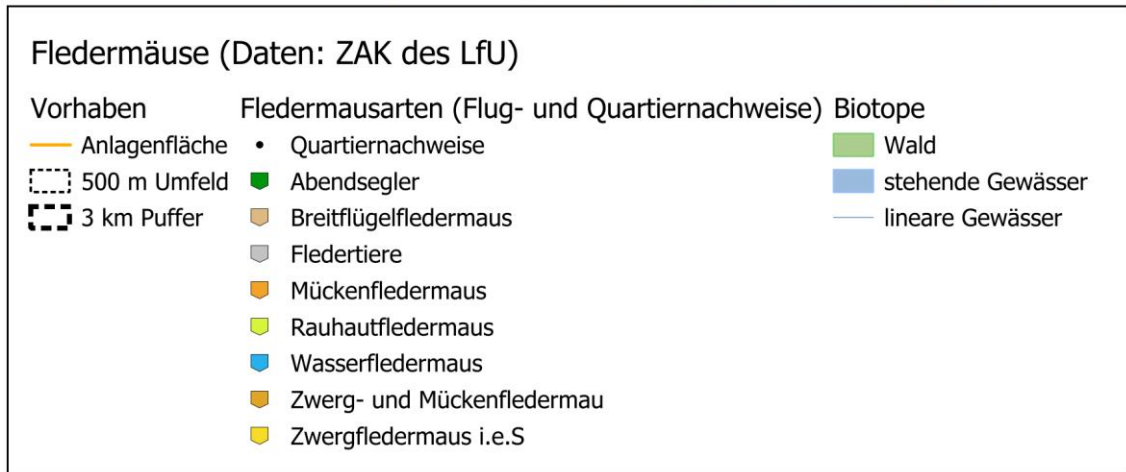 Fledermäuse (Daten: ZAK des LfU)
Vorhaben
Anlagenfläche
500 m Umfeld
3 km Puffer
Fledermausarten (Flug- und Quartiernachweise)
Quartiernachweise
Abendsegler
Breitflügelfledermaus
Fledertiere
Mückenfledermaus
Rauhautfledermaus
Wasserfledermaus
Zwerg- und Mückenfledermau
Zwergfledermaus i.e.S
Biotope
Wald
stehende Gewässer
lineare Gewässer